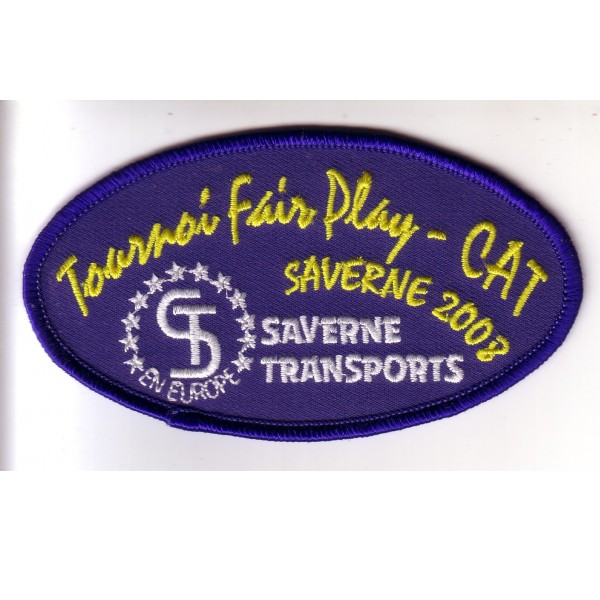 Tournoi Fair Play - CAT
SAVERNE 2008
ST
EN EUROPE
SAVERNE
TRANSPORTS